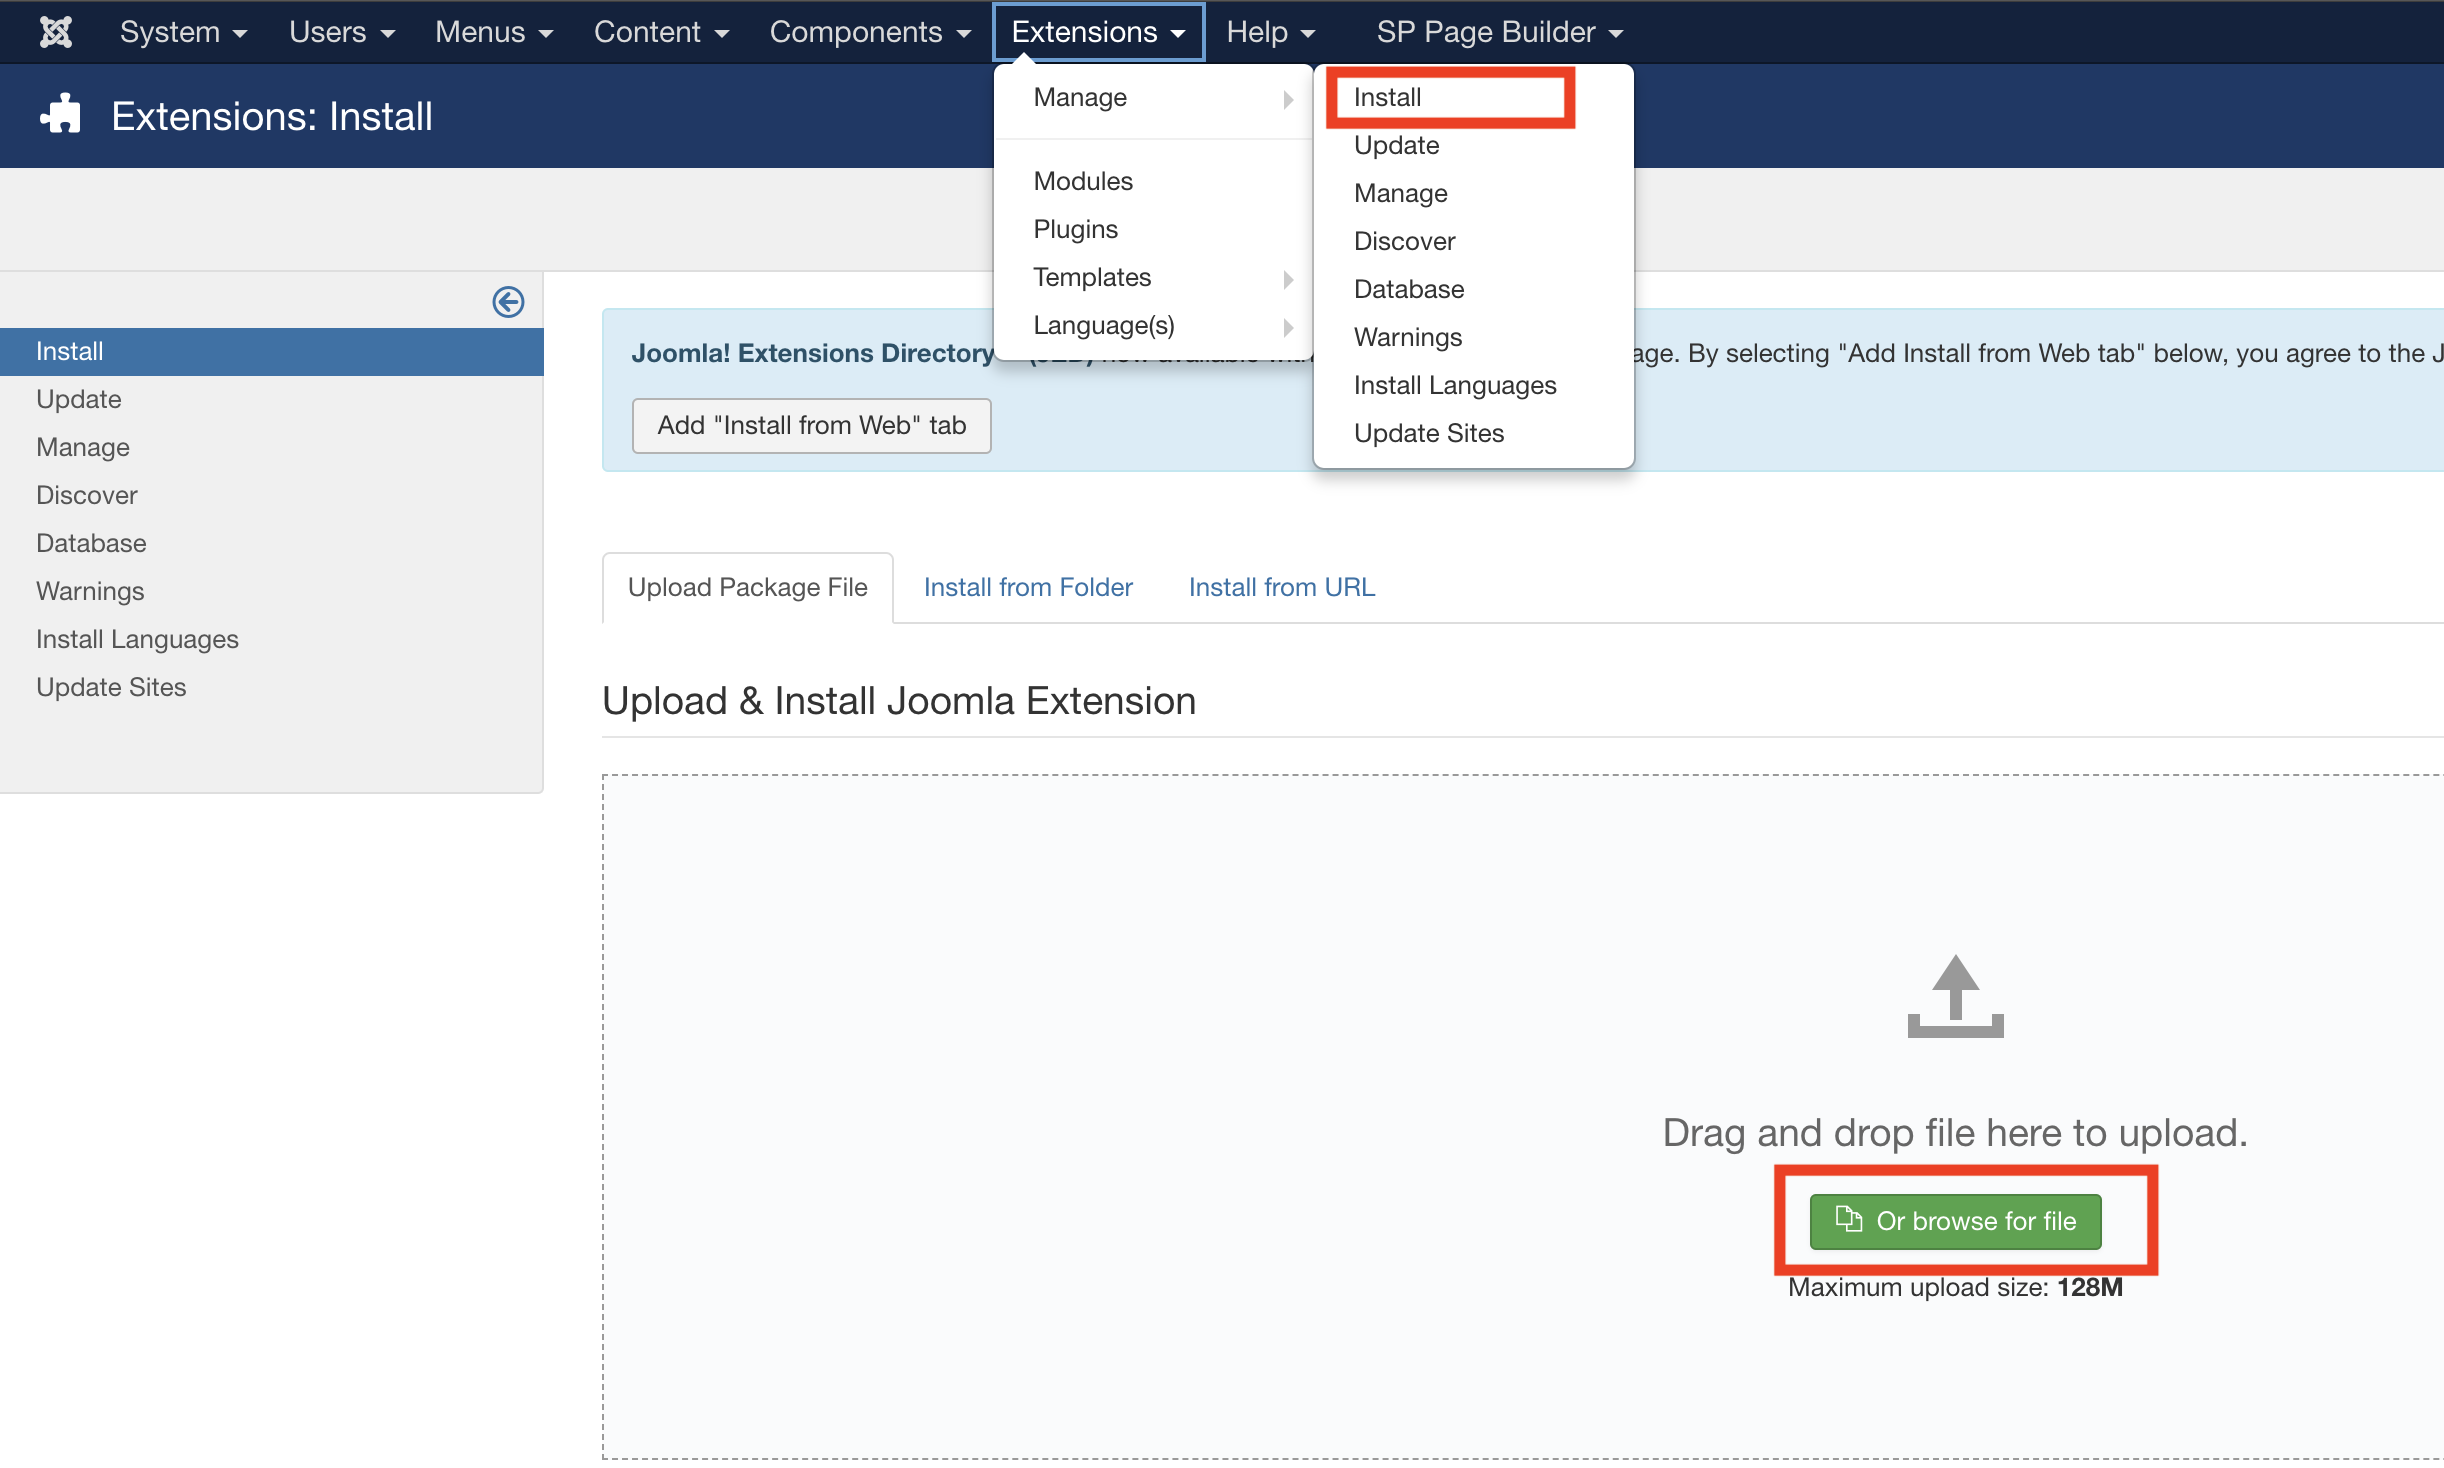 System Users Menus Content Components Extensions Help SP Page Builder
Extensions: Install
Manage
Modules
Plugins
Templates
Language(s)
Install
Update
Manage
Discover
Database
Warnings
Install Languages
Update Sites
Install
Update
Manage
Discover
Database
Warnings
Install Languages
Update Sites
Joomla! Extensions Directory age. By selecting "Add Install from Web tab" below, you agree to the J
Add "Install from Web" tab
Upload Package File Install from Folder Install from URL
Upload & Install Joomla Extension
Drag and drop file here to upload.
Or browse for file
Maximum upload size: 128M